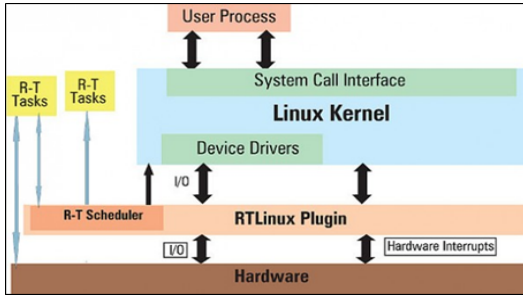 User Process
R-T
Tasks
R-T
Tasks
System Call Interface
Linux Kernel
Device Drivers
I/O
R-T Scheduler
RTLinux Plugin
I/O
Hardware Interrupts
Hardware